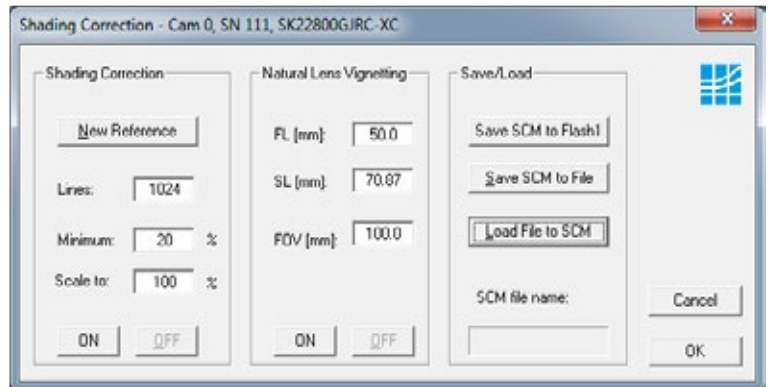 Shading Correction - Cam 0, SN 111, SK22800GJRC-XC
Shading Correction
New Reference
Lines: 1024
Minimum: 20 %
Scale to: 100 %
ON OFF
Natural Lens Vignetting
FL [mm]: 50.0
SL [mm]: 70.87
FOV [mm]: 100.0
ON OFF
Save/Load
Save SCM to Flash1
Save SCM to File
Load File to SCM
SCM file name:
Cancel
OK